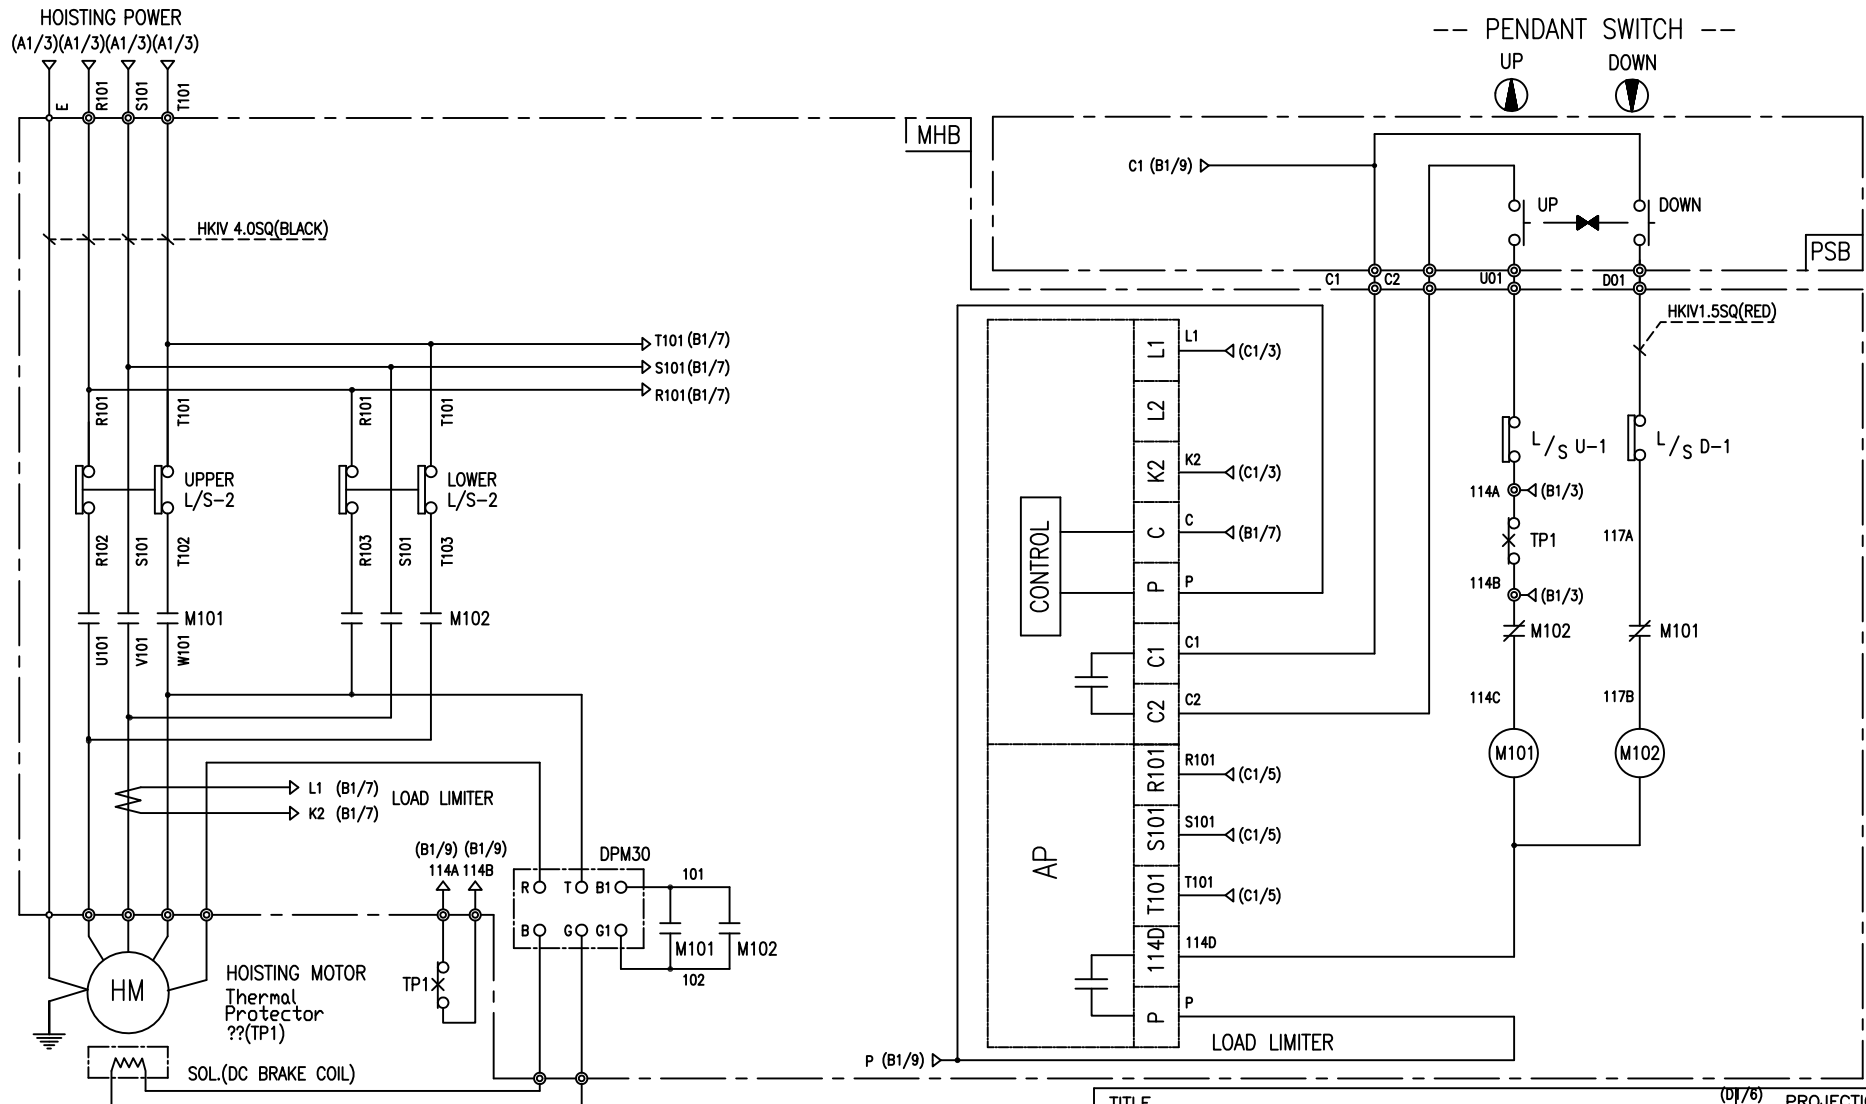 HOISTING POWER
(A1/3)(A1/3)(A1/3)(A1/3)
E
R101
S101
T101
MHB
HKIV 4.0SQ(BLACK)
T101 (B1/7)
S101(B1/7)
R101(B1/7)
R101
T101
R101
T101
UPPER
L/S-2
LOWER
L/S-2
R102
S101
T102
R103
S101
T103
M101
M102
U101
V101
W101
L1 (B1/7)
K2 (B1/7)
LOAD LIMITER
(B1/9) (B1/9)
114A 114B
DPM30
R
T
B1
B
G
G1
101
M101
M102
102
TP1
HM
HOISTING MOTOR
Thermal
Protector
??(TP1)
SOL.(DC BRAKE COIL)
-- PENDANT SWITCH --
UP
DOWN
C1 (B1/9)
UP
DOWN
PSB
C1
C2
U01
D01
HKIV1.5SQ(RED)
L1
L1
(C1/3)
L2
K2
K2
(C1/3)
C
C
(B1/7)
P
P
C1
C1
C2
C2
CONTROL
R101
R101
(C1/5)
S101
S101
(C1/5)
T101
T101
(C1/5)
114D
114D
P
P
AP
LOAD LIMITER
P (B1/9)
L/S U-1
L/S D-1
114A
(B1/3)
TP1
117A
114B
(B1/3)
M102
M101
114C
117B
M101
M102
TITLE
(D1/6)
PROJECTIO